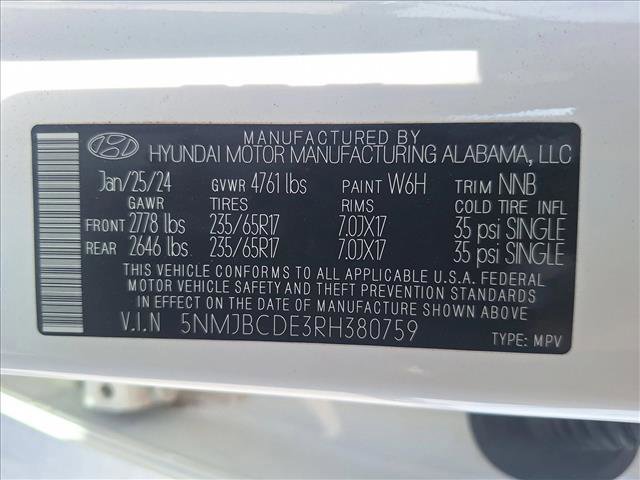 MANUFACTURED BY
HYUNDAI MOTOR MANUFACTURING ALABAMA, LLC
Jan/25/24 GVWR 4761 lbs PAINT W6H TRIM NNB
GAWR TIRES RIMS COLD TIRE INFL
FRONT 2778 lbs 235/65R17 7.0JX17 35 psi SINGLE
REAR 2646 lbs 235/65R17 7.0JX17 35 psi SINGLE
THIS VEHICLE CONFORMS TO ALL APPLICABLE U.S.A. FEDERAL
MOTOR VEHICLE SAFETY AND THEFT PREVENTION STANDARDS
IN EFFECT ON THE DATE OF MANUFACTURE SHOWN ABOVE
V.I.N 5NMJBCDE3RH380759 TYPE: MPV